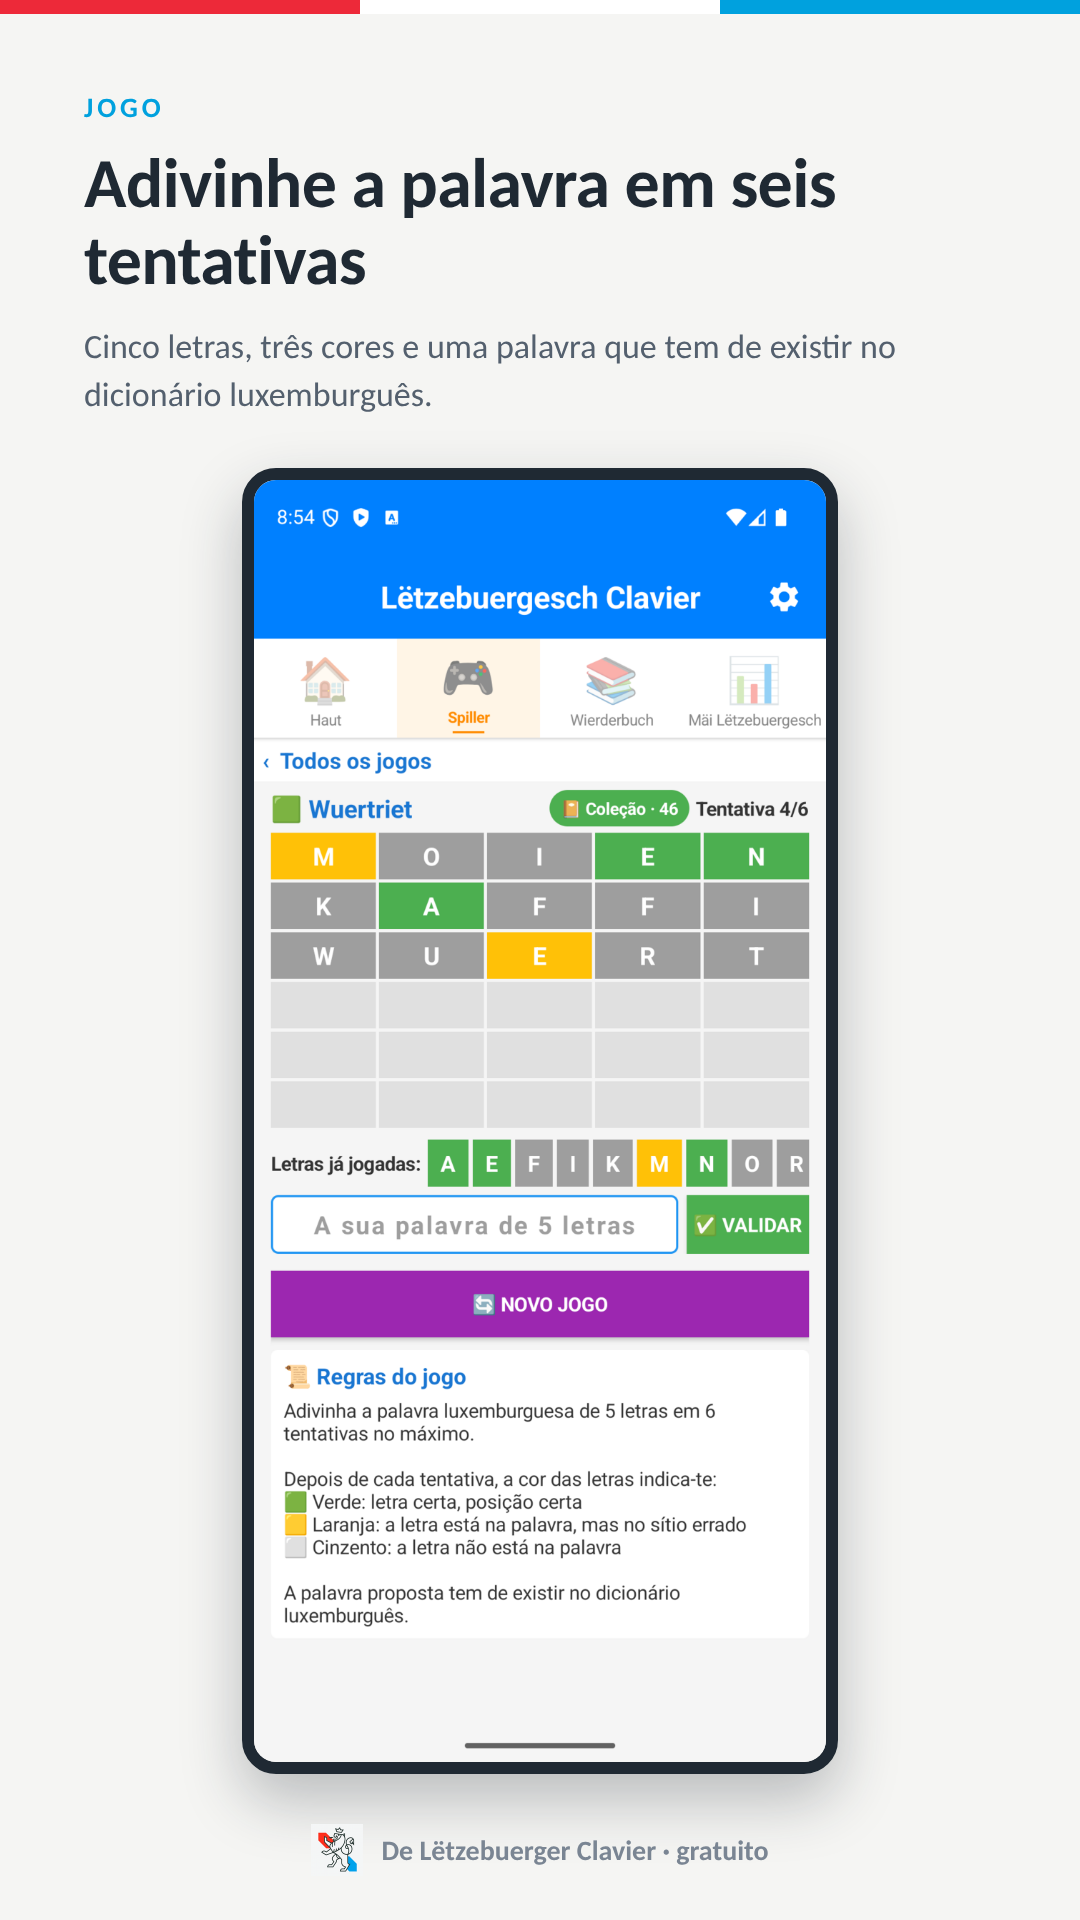 JOGO
Adivinhe a palavra em seis
tentativas
Cinco letras, três cores e uma palavra que tem de existir no
dicionário luxemburguês.
8:54
Lëtzebuergesch Clavier
Haut
Spiller
Wierderbuch
Mäi Lëtzebuergesch
‹ Todos os jogos
Wuertriet
Coleção · 46
Tentativa 4/6
M O I E N
K A F F I
W U E R T
Letras já jogadas: A E F I K M N O R
A sua palavra de 5 letras
VALIDAR
NOVO JOGO
Regras do jogo
Adivinha a palavra luxemburguesa de 5 letras em 6
tentativas no máximo.
Depois de cada tentativa, a cor das letras indica-te:
Verde: letra certa, posição certa
Laranja: a letra está na palavra, mas no sítio errado
Cinzento: a letra não está na palavra
A palavra proposta tem de existir no dicionário
luxemburguês.
De Lëtzebuerger Clavier · gratuito